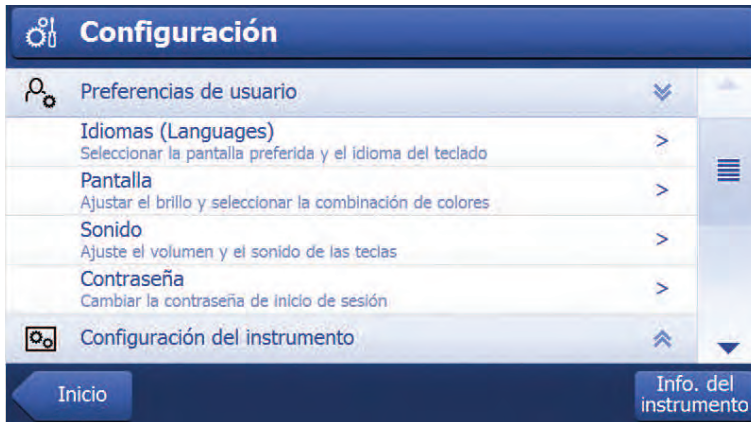 Configuración
Preferencias de usuario
Idiomas (Languages)
>
Seleccionar la pantalla preferida y el idioma del teclado
Pantalla
>
Ajustar el brillo y seleccionar la combinación de colores
Sonido
>
Ajuste el volumen y el sonido de las teclas
Contraseña
>
Cambiar la contraseña de inicio de sesión
Configuración del instrumento
Inicio
Info. del
instrumento